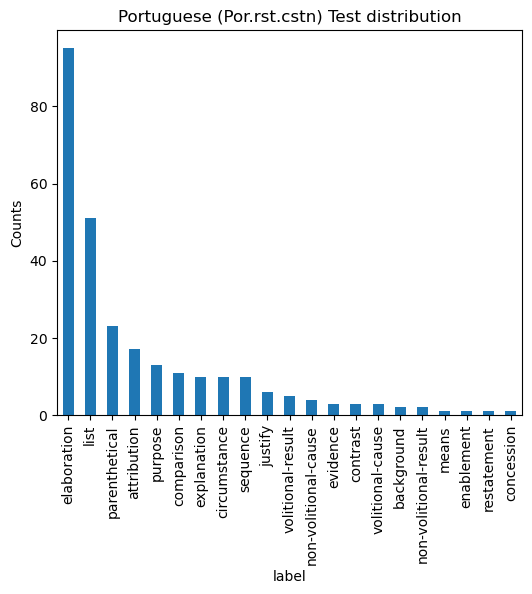 Portuguese (Por.rst.cstn) Test distribution
Counts
80
60
40
20
0
elaboration
list
parenthetical
attribution
purpose
comparison
explanation
circumstance
sequence
justify
volitional-result
non-volitional-cause
evidence
contrast
volitional-cause
background
non-volitional-result
means
enablement
restatement
concession
label